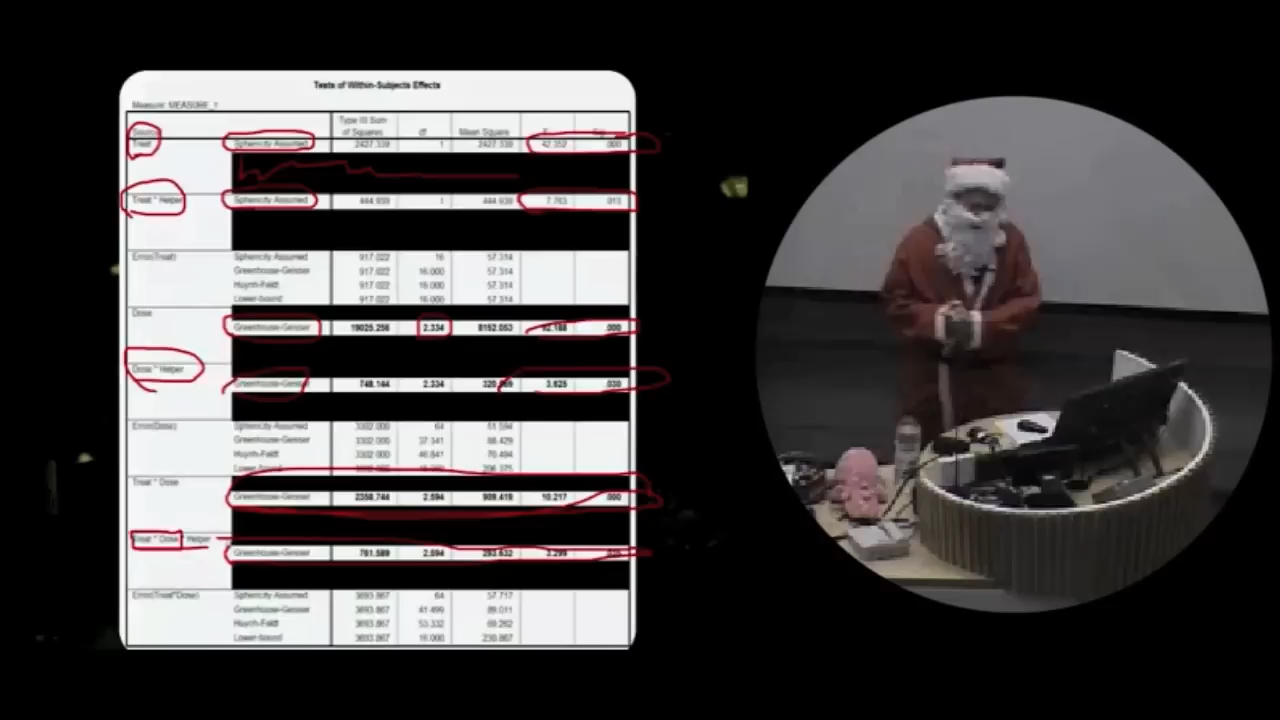 Tests of Within-Subjects Effects
Measure: MEASURE_1
Source Type III Sum of Squares df Mean Square
Treat Sphericity Assumed 2427.339 1 2427.339 42.352 .000
Treat * Helper Sphericity Assumed 444.939 1 444.939 7.763 .013
Error(Treat) Sphericity Assumed 917.022 16 57.314
Greenhouse-Geisser 917.022 16.000 57.314
Huynh-Feldt 917.022 16.000 57.314
Lower-bound 917.022 16.000 57.314
Dose
Greenhouse-Geisser 19025.256 2.334 8152.053 .000
Dose * Helper
Greenhouse-Geisser 748.144 2.334 3.625 .030
Error(Dose) Sphericity Assumed 3302.000 64 51.594
Greenhouse-Geisser 3302.000 37.341 88.429
Huynh-Feldt 3302.000 46.841 70.494
Lower-bound 206.375
Treat * Dose
Greenhouse-Geisser 2358.744 2.594 909.419 10.217 .000
Treat * Dose * Helper
Greenhouse-Geisser 761.589 2.594 293.632 3.299
Error(Treat*Dose) Sphericity Assumed 3693.867 64 57.717
Greenhouse-Geisser 3693.867 41.499 89.011
Huynh-Feldt 3693.867 53.332 69.262
Lower-bound 3693.867 16.000 230.867